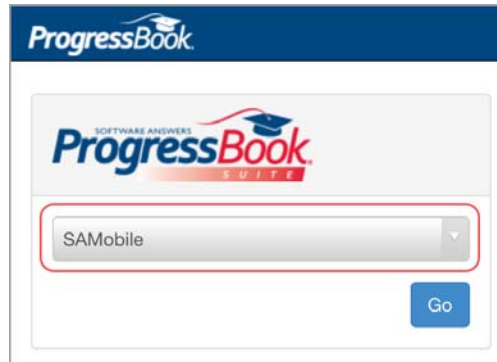 ProgressBook
SOFTWARE ANSWERS
ProgressBook
SUITE
SAMobile
Go